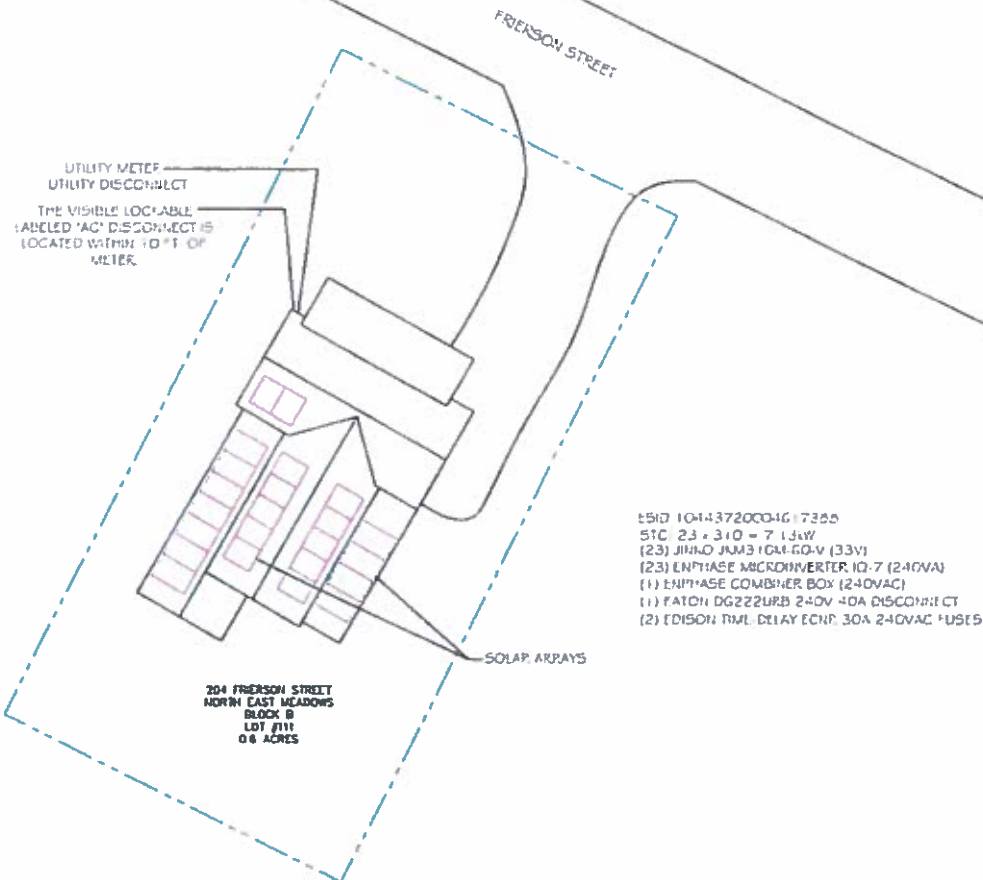 FRIERSON STREET
UTILITY METER
UTILITY DISCONNECT
THE VISIBLE LOCKABLE
LABELED "AC" DISCONNECT IS
LOCATED WITHIN 10 FT. OF
METER.
STC: 23 x 310 = 7.13kW
(23) JINKO (33V)
(23) ENPHASE MICROINVERTER IQ-7 (240VA)
(1) ENPHASE COMBINER BOX (240VAC)
(1) EATON DG222URB 240V 40A DISCONNECT
(2) EDISON TIME-DELAY ECNR 30A 240VAC FUSES
SOLAR ARRAYS
204 FRIERSON STREET
NORTH EAST MEADOWS
BLOCK B
LOT #111
0.6 ACRES